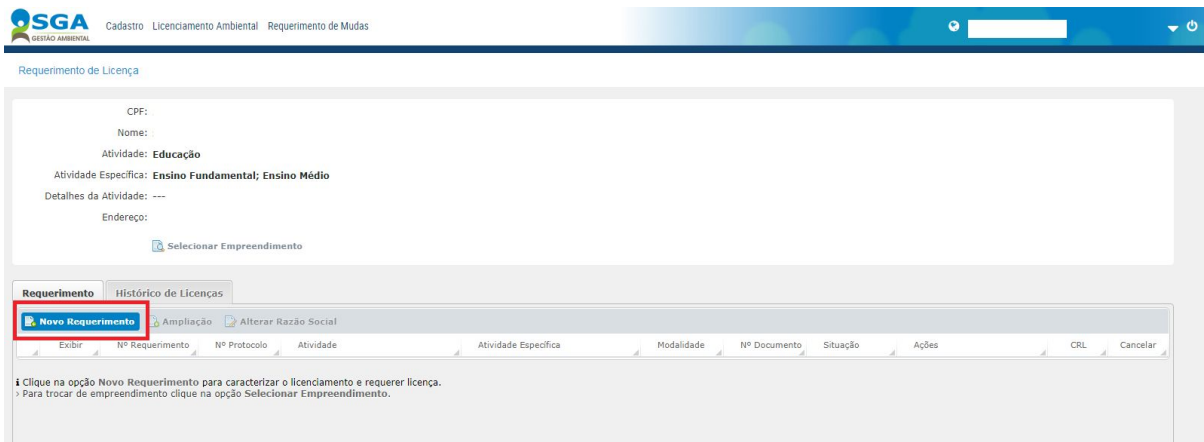 SGA
GESTÃO AMBIENTAL
Cadastro Licenciamento Ambiental Requerimento de Mudas
Requerimento de Licença
CPF:
Nome:
Atividade: Educação
Atividade Específica: Ensino Fundamental; Ensino Médio
Detalhes da Atividade: ---
Endereço:
Selecionar Empreendimento
Requerimento Histórico de Licenças
Novo Requerimento Ampliação Alterar Razão Social
Exibir Nº Requerimento Nº Protocolo Atividade Atividade Específica Modalidade Nº Documento Situação Ações CRL Cancelar
i Clique na opção Novo Requerimento para caracterizar o licenciamento e requerer licença.
› Para trocar de empreendimento clique na opção Selecionar Empreendimento.